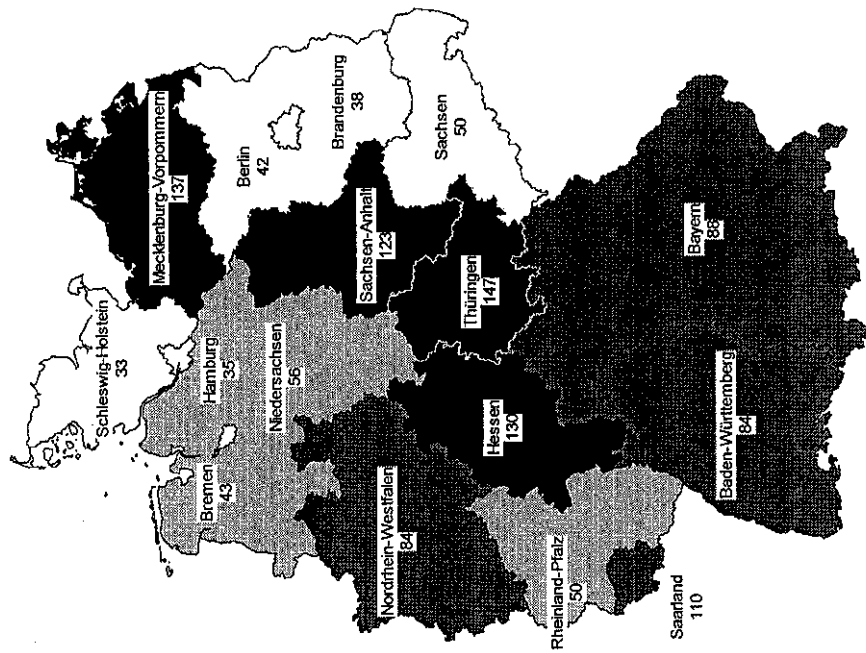 Schleswig-Holstein
33
Mecklenburg-Vorpommern
137
Hamburg
35
Bremen
43
Niedersachsen
56
Berlin
42
Brandenburg
38
Sachsen-Anhalt
123
Sachsen
50
Nordrhein-Westfalen
84
Hessen
130
Thüringen
147
Rheinland-Pfalz
50
Saarland
110
Baden-Württemberg
84
Bayern
88